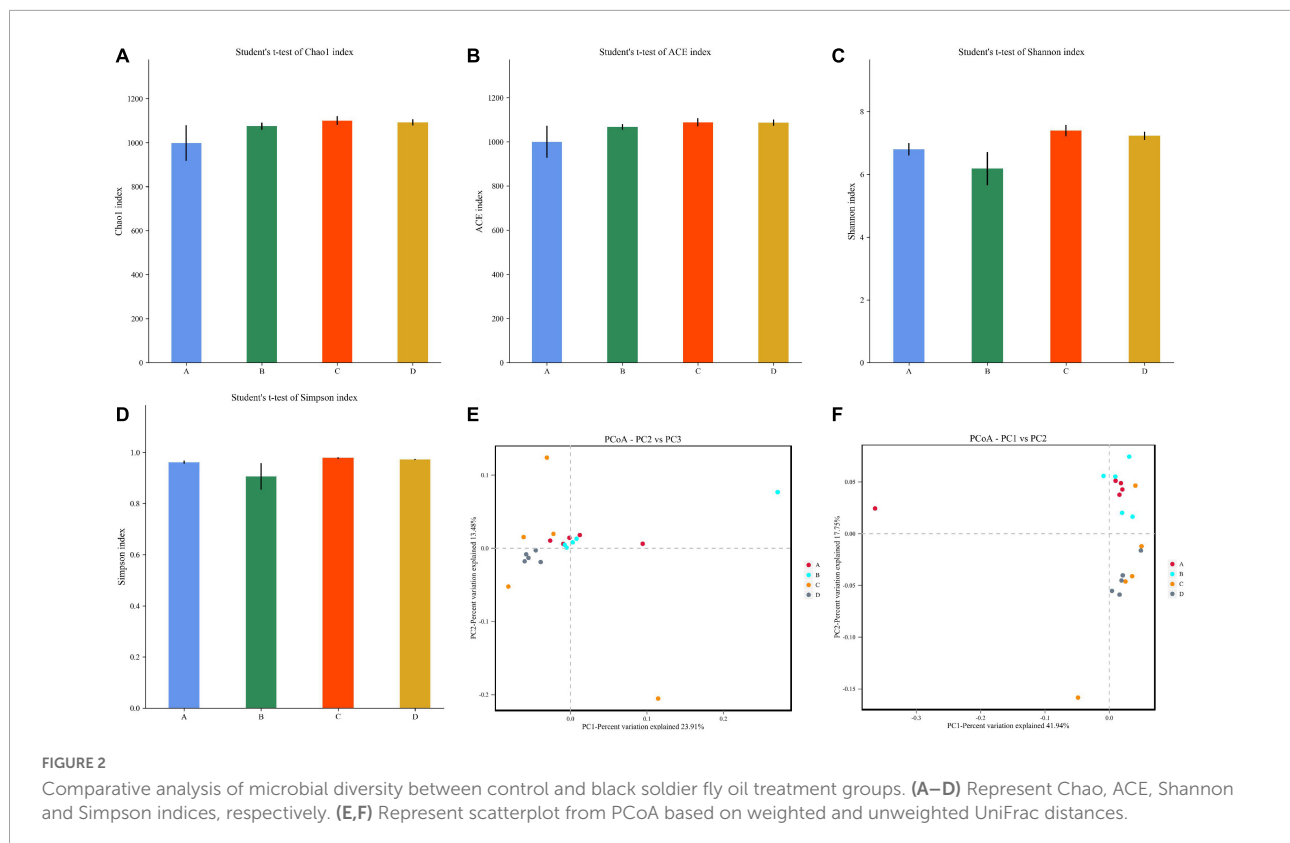 A
Student's t-test of Chao1 index
1200
1000
800
600
400
200
0
Chao1 index
A B C D
B
Student's t-test of ACE index
1200
1000
800
600
400
200
0
ACE index
A B C D
C
Student's t-test of Shannon index
8
6
4
2
0
Shannon index
A B C D
D
Student's t-test of Simpson index
1.0
0.8
0.6
0.4
0.2
0.0
Simpson index
A B C D
E
PCoA - PC2 vs PC3
0.1
0.0
-0.1
-0.2
PC2-Percent variation explained 13.48%
0.0 0.1 0.2
PC1-Percent variation explained 23.91%
A
B
C
D
F
PCoA - PC1 vs PC2
0.05
0.00
-0.05
-0.10
-0.15
PC2-Percent variation explained 17.75%
-0.3 -0.2 -0.1 0.0
PC1-Percent variation explained 41.94%
A
B
C
D
FIGURE 2
Comparative analysis of microbial diversity between control and black soldier fly oil treatment groups. (A–D) Represent Chao, ACE, Shannon
and Simpson indices, respectively. (E,F) Represent scatterplot from PCoA based on weighted and unweighted UniFrac distances.